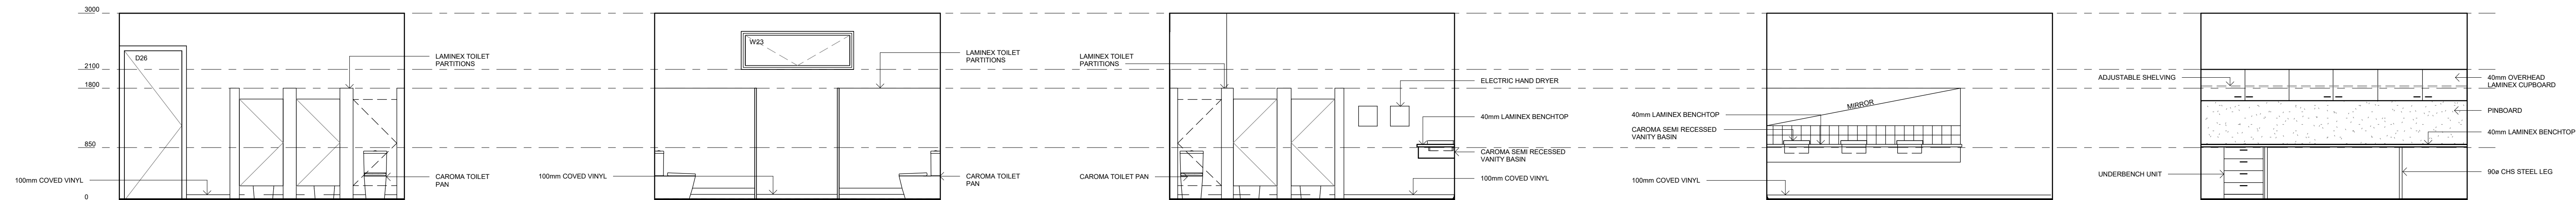 3000
2100
1800
850
0
D26
LAMINEX TOILET
PARTITIONS
100mm COVED VINYL
CAROMA TOILET
PAN
W23
LAMINEX TOILET
PARTITIONS
100mm COVED VINYL
CAROMA TOILET
PAN
LAMINEX TOILET
PARTITIONS
CAROMA TOILET PAN
ELECTRIC HAND DRYER
40mm LAMINEX BENCHTOP
CAROMA SEMI RECESSED
VANITY BASIN
100mm COVED VINYL
MIRROR
40mm LAMINEX BENCHTOP
CAROMA SEMI RECESSED
VANITY BASIN
100mm COVED VINYL
ADJUSTABLE SHELVING
UNDERBENCH UNIT
40mm OVERHEAD
LAMINEX CUPBOARD
PINBOARD
40mm LAMINEX BENCHTOP
90ø CHS STEEL LEG